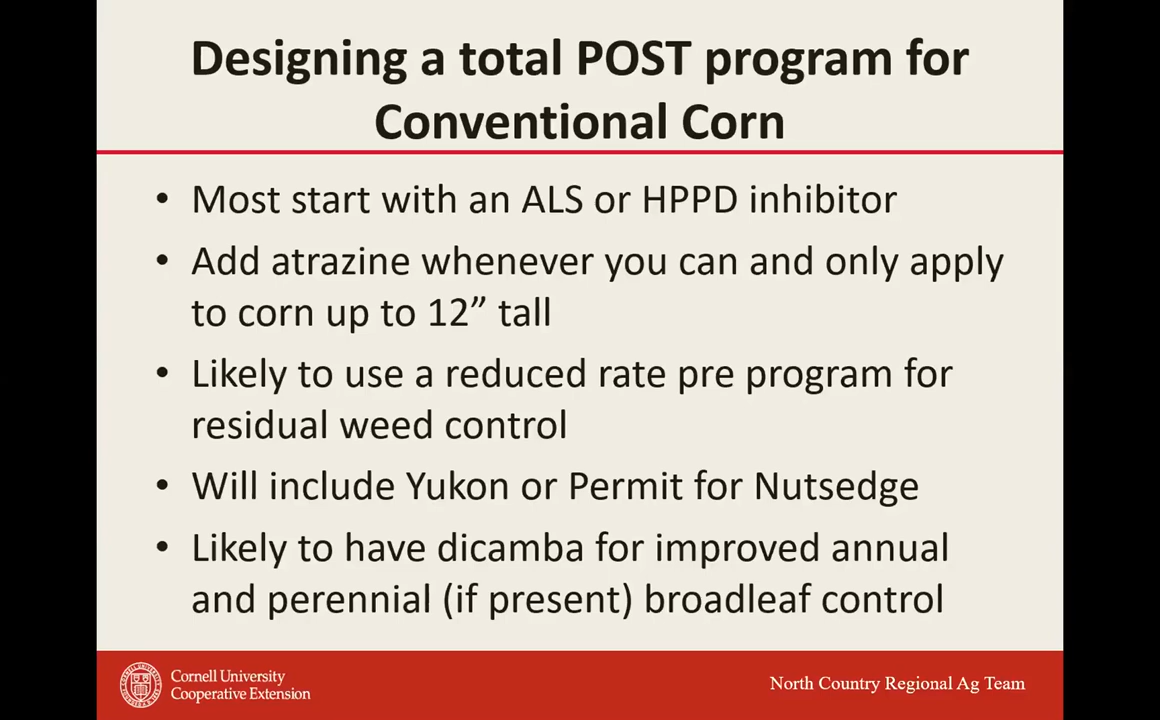 Designing a total POST program for
Conventional Corn
• Most start with an ALS or HPPD inhibitor
• Add atrazine whenever you can and only apply
to corn up to 12” tall
• Likely to use a reduced rate pre program for
residual weed control
• Will include Yukon or Permit for Nutsedge
• Likely to have dicamba for improved annual
and perennial (if present) broadleaf control
Cornell University
Cooperative Extension
North Country Regional Ag Team